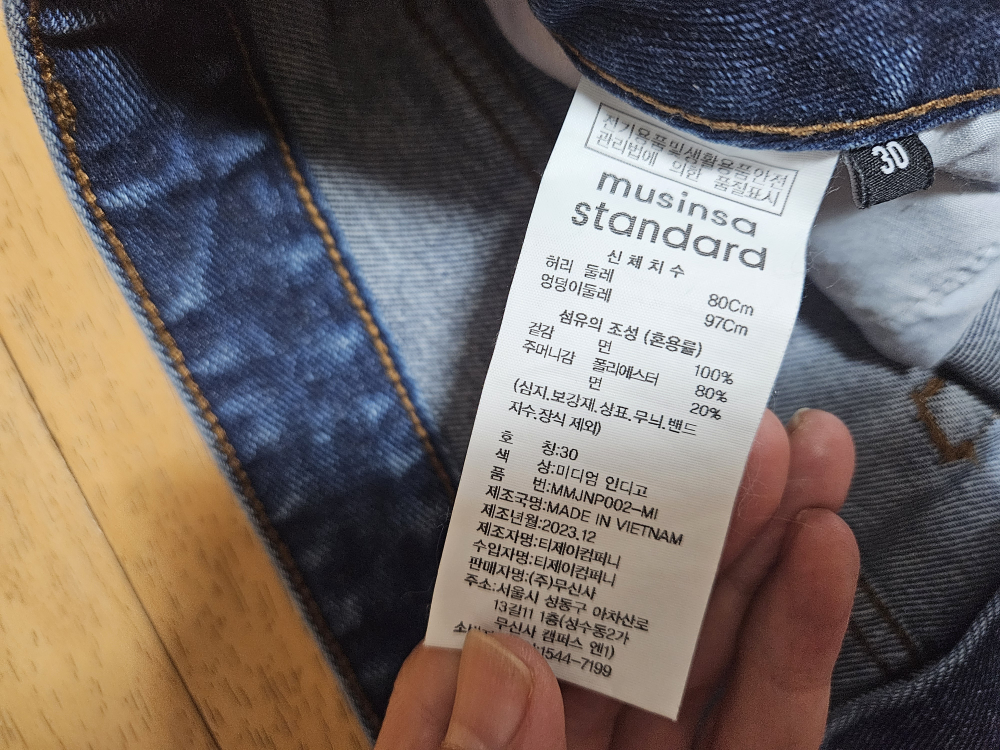 전기용품및생활용품안전
관리법에 의한 품질표시
30
musinsa
standard
신체치수
허리 둘레 80Cm
엉덩이둘레 97Cm
섬유의 조성 (혼용률)
겉감 면 100%
주머니감 폴리에스터 80%
면 20%
(심지.보강재.상표.무늬.밴드
자수.장식 제외)
호 칭:30
색 상:미디엄 인디고
품 번:MMJNP002-MI
제조국명:MADE IN VIETNAM
제조년월:2023.12
제조자명:티제이컴퍼니
수입자명:티제이컴퍼니
판매자명:(주)무신사
주소:서울시 성동구 아차산로
13길11 1층(성수동2가
무신사 캠퍼스 엔1)
:1544-7199